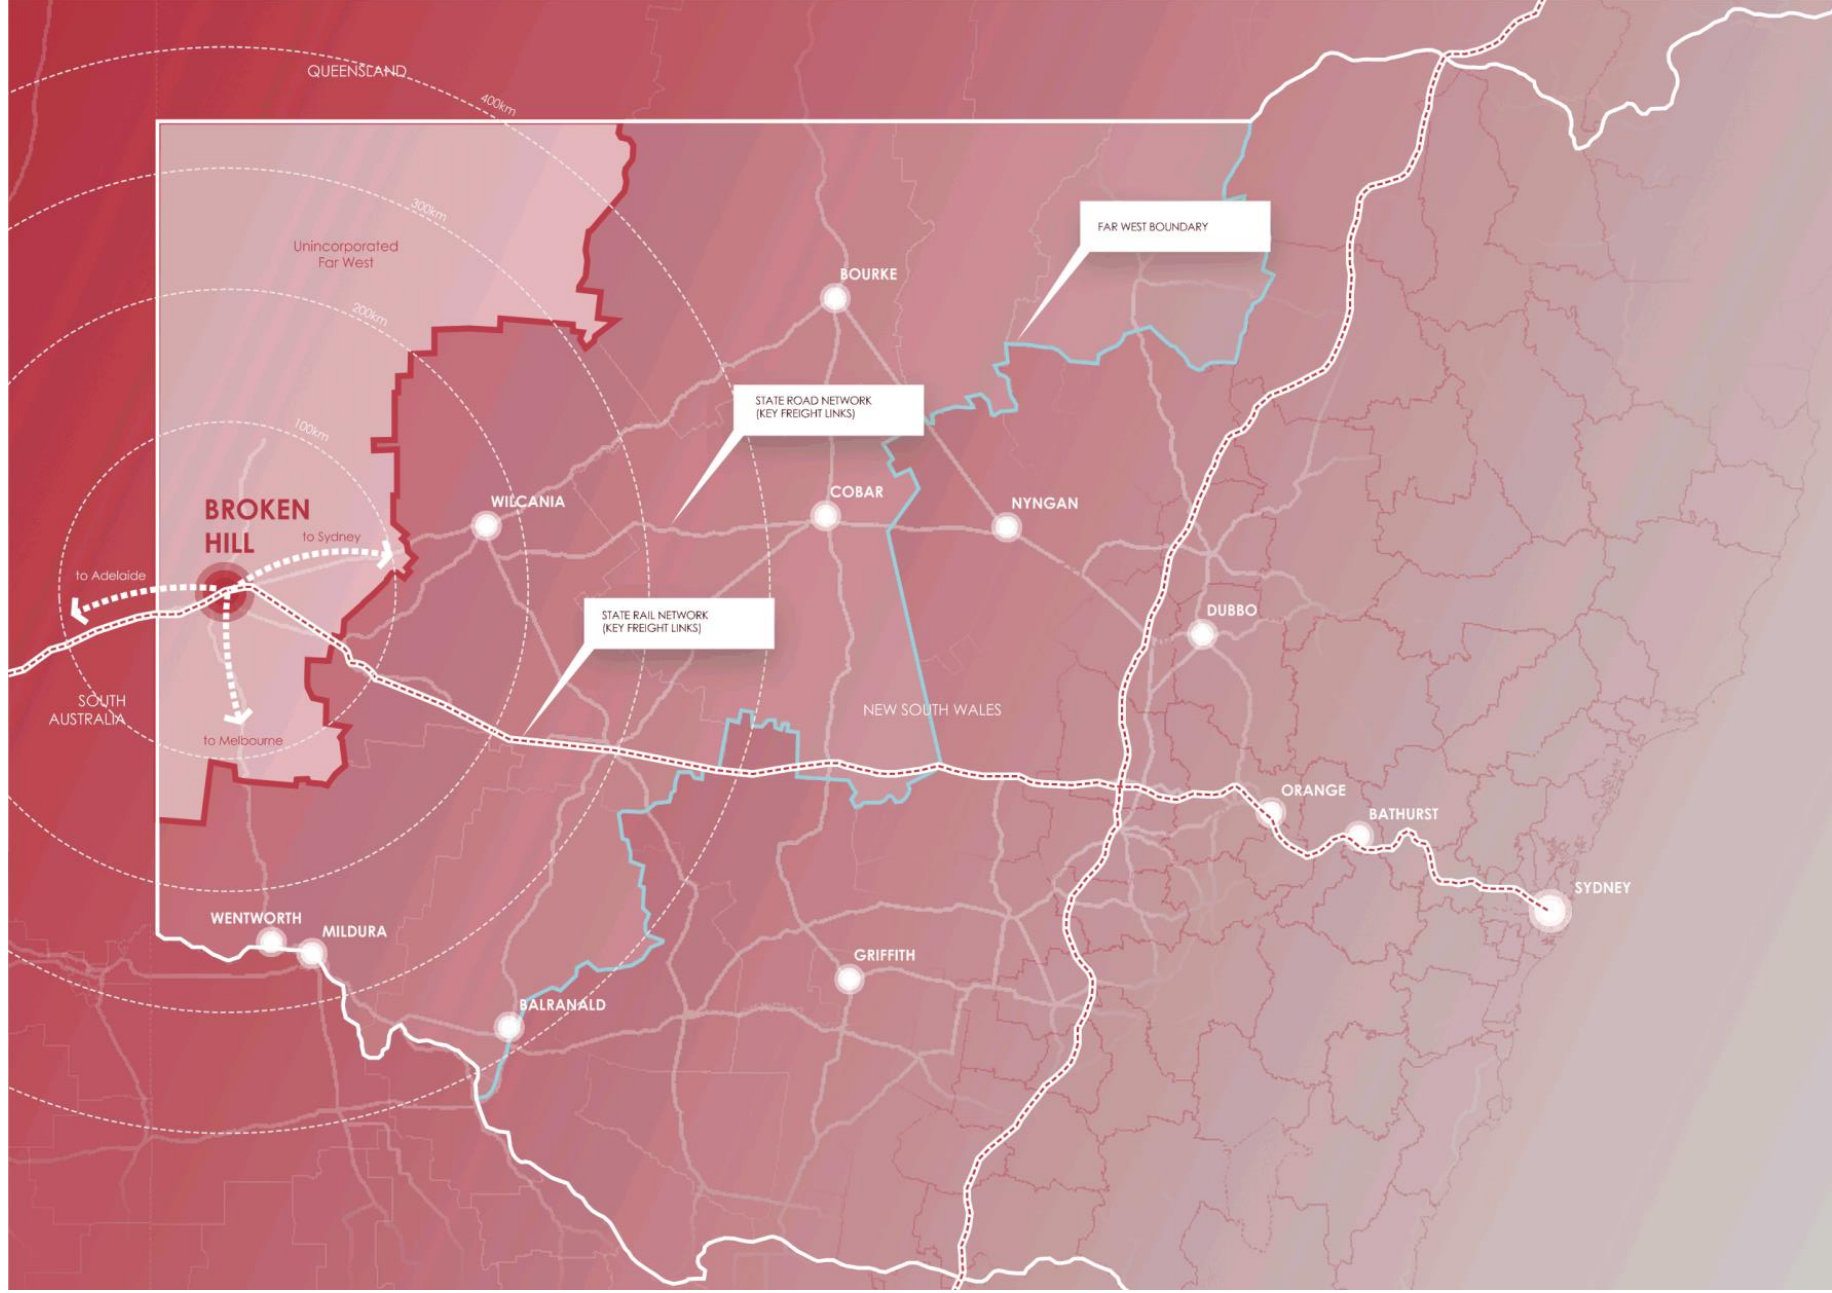 QUEENSLAND
400km
300km
FAR WEST BOUNDARY
Unincorporated
Far West
BOURKE
200km
STATE ROAD NETWORK
(KEY FREIGHT LINKS)
100km
WILCANIA
COBAR
NYNGAN
BROKEN
HILL
to Sydney
to Adelaide
STATE RAIL NETWORK
(KEY FREIGHT LINKS)
DUBBO
SOUTH
AUSTRALIA
NEW SOUTH WALES
to Melbourne
ORANGE
BATHURST
SYDNEY
WENTWORTH
MILDURA
GRIFFITH
BALRANALD